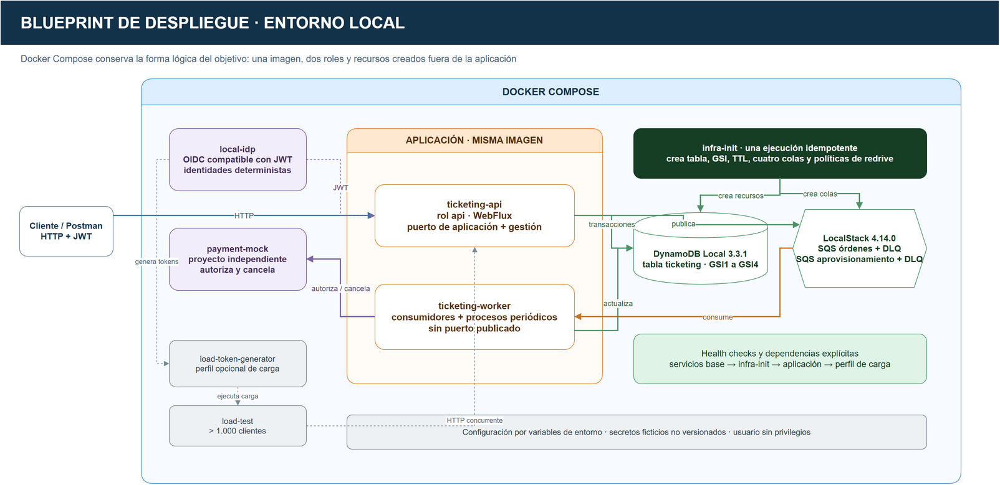 BLUEPRINT DE DESPLIEGUE · ENTORNO LOCAL
Docker Compose conserva la forma lógica del objetivo: una imagen, dos roles y recursos creados fuera de la aplicación
DOCKER COMPOSE
local-idp
OIDC compatible con JWT
identidades deterministas
APLICACIÓN · MISMA IMAGEN
infra-init · una ejecución idempotente
crea tabla, GSI, TTL, cuatro colas y políticas de redrive
JWT
crea recursos
crea colas
Cliente / Postman
HTTP + JWT
HTTP
ticketing-api
rol api · WebFlux
puerto de aplicación + gestión
transacciones
publica
DynamoDB Local 3.3.1
tabla ticketing · GSI1 a GSI4
LocalStack 4.14.0
SQS órdenes + DLQ
SQS aprovisionamiento + DLQ
payment-mock
proyecto independiente
autoriza y cancela
genera tokens
autoriza / cancela
ticketing-worker
consumidores + procesos periódicos
sin puerto publicado
actualiza
consume
load-token-generator
perfil opcional de carga
Health checks y dependencias explícitas
servicios base → infra-init → aplicación → perfil de carga
ejecuta carga
load-test
> 1.000 clientes
HTTP concurrente
Configuración por variables de entorno · secretos ficticios no versionados · usuario sin privilegios